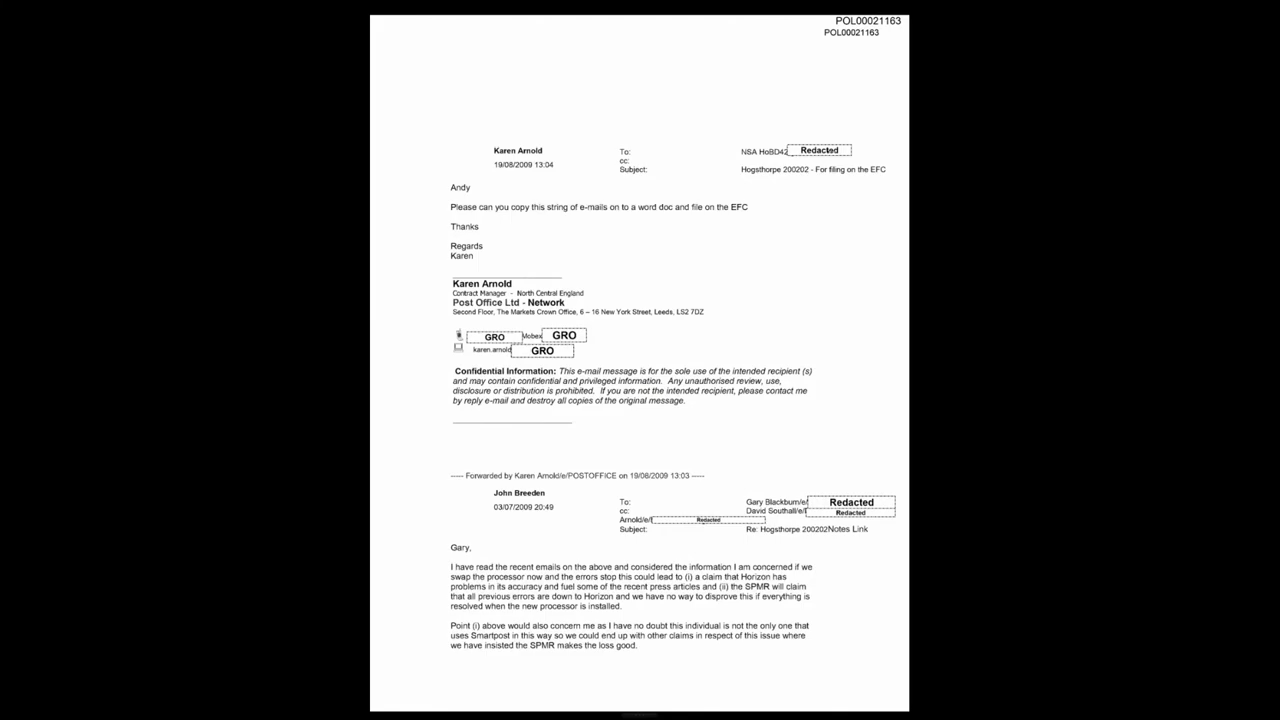 POL00021163
POL00021163
Karen Arnold
19/08/2009 13:04
To: NSA HoBD42 Redacted
cc:
Subject: Hogsthorpe 200202 - For filing on the EFC
Andy
Please can you copy this string of e-mails on to a word doc and file on the EFC
Thanks
Regards
Karen
Karen Arnold
Contract Manager - North Central England
Post Office Ltd - Network
Second Floor, The Markets Crown Office, 6 – 16 New York Street, Leeds, LS2 7DZ
GRO Mobex GRO
karen.arnold GRO
Confidential Information: This e-mail message is for the sole use of the intended recipient (s)
and may contain confidential and privileged information. Any unauthorised review, use,
disclosure or distribution is prohibited. If you are not the intended recipient, please contact me
by reply e-mail and destroy all copies of the original message.
----- Forwarded by Karen Arnold/e/POSTOFFICE on 19/08/2009 13:03 -----
John Breeden
03/07/2009 20:49
To: Gary Blackburn/e/ Redacted
cc: David Southall/e/ Redacted
Arnold/e/ Redacted
Subject: Re: Hogsthorpe 200202Notes Link
Gary,
I have read the recent emails on the above and considered the information I am concerned if we
swap the processor now and the errors stop this could lead to (i) a claim that Horizon has
problems in its accuracy and fuel some of the recent press articles and (ii) the SPMR will claim
that all previous errors are down to Horizon and we have no way to disprove this if everything is
resolved when the new processor is installed.
Point (i) above would also concern me as I have no doubt this individual is not the only one that
uses Smartpost in this way so we could end up with other claims in respect of this issue where
we have insisted the SPMR makes the loss good.